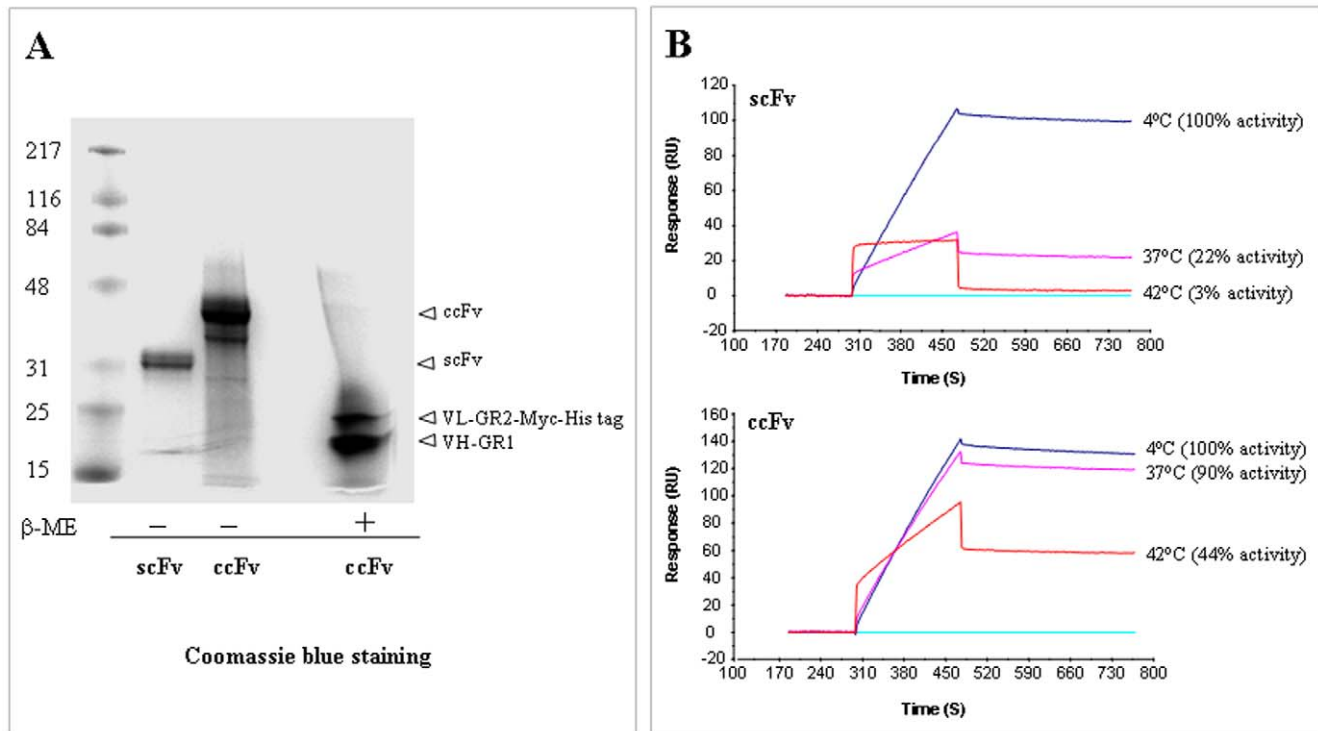 A
217
116
84
48
31
25
15
ccFv
scFv
VL-GR2-Myc-His tag
VH-GR1
β-ME − − +
scFv ccFv ccFv
Coomassie blue staining
B
scFv
Response (RU)
120
100
80
60
40
20
0
-20
100 170 240 310 380 450 520 590 660 730 800
Time (S)
4ºC (100% activity)
37ºC (22% activity)
42ºC (3% activity)
ccFv
Response (RU)
160
140
120
100
80
60
40
20
0
-20
100 170 240 310 380 450 520 590 660 730 800
Time (S)
4ºC (100% activity)
37ºC (90% activity)
42ºC (44% activity)